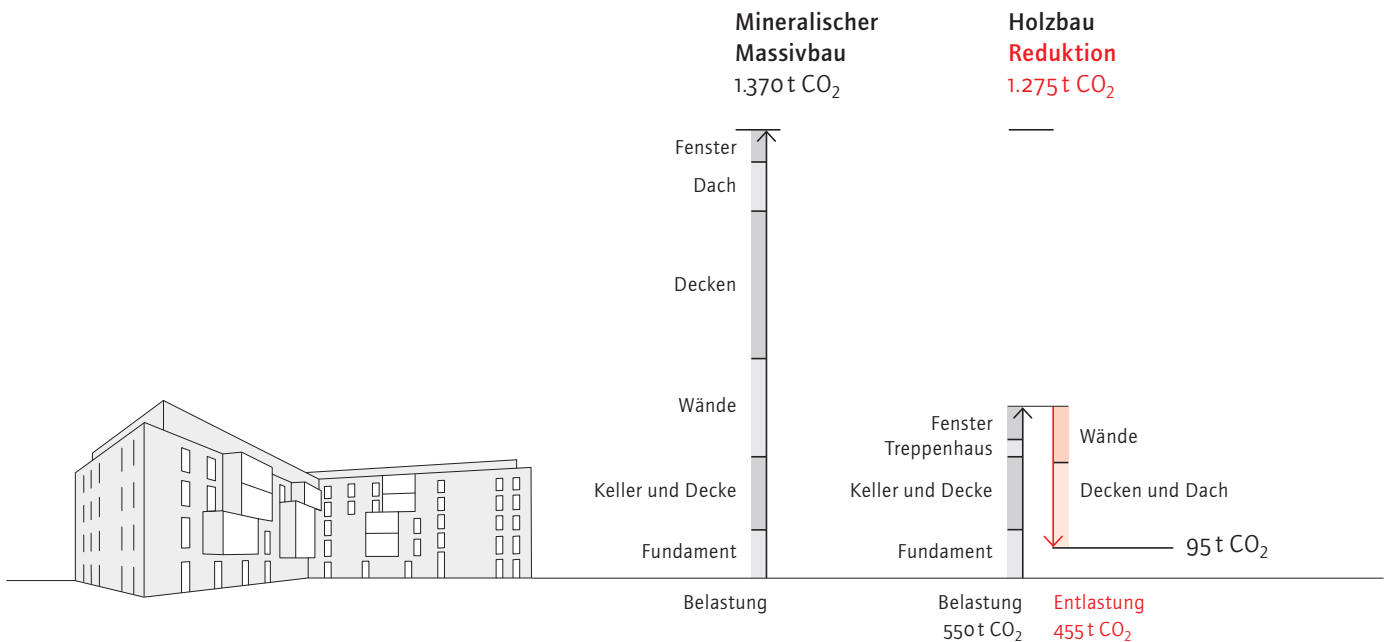 Mineralischer
Massivbau
1.370 t CO₂
Holzbau
Reduktion
1.275 t CO₂
Fenster
Dach
Decken
Wände
Keller und Decke
Fundament
Belastung
Fenster
Treppenhaus
Keller und Decke
Fundament
Wände
Decken und Dach
95 t CO₂
Belastung
550 t CO₂
Entlastung
455 t CO₂